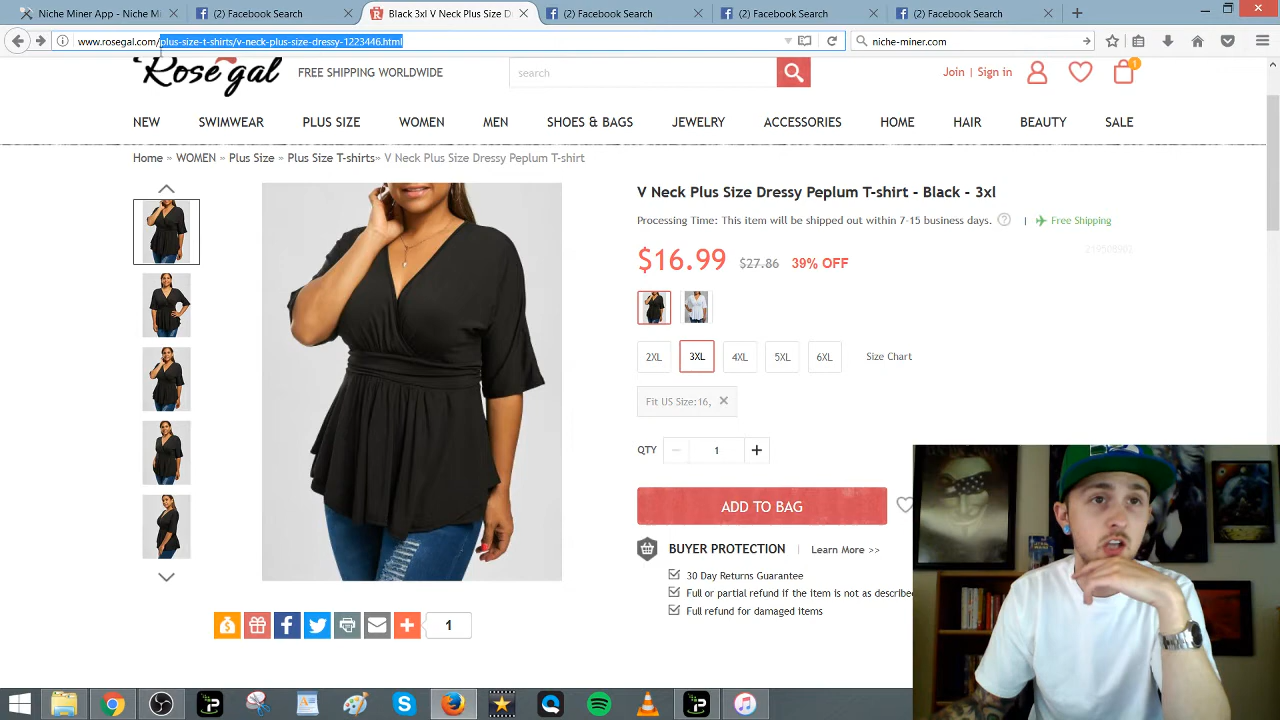 Niche Miner App - Niche Mi
(2) Facebook Search
Black 3xl V Neck Plus Size D
(2) Facebook Search
(2) Facebook Search
(2) Facebook Search
www.rosegal.com/plus-size-t-shirts/v-neck-plus-size-dressy-1223446.html
niche-miner.com
Rosegal
FREE SHIPPING WORLDWIDE
search
Join | Sign in
1
NEW
SWIMWEAR
PLUS SIZE
WOMEN
MEN
SHOES & BAGS
JEWELRY
ACCESSORIES
HOME
HAIR
BEAUTY
SALE
Home » WOMEN » Plus Size » Plus Size T-shirts» V Neck Plus Size Dressy Peplum T-shirt
V Neck Plus Size Dressy Peplum T-shirt - Black - 3xl
Processing Time: This item will be shipped out within 7-15 business days. ? | Free Shipping
$16.99 $27.86 39% OFF
2XL 3XL 4XL 5XL 6XL Size Chart
Fit US Size:16, ✕
QTY − 1 +
ADD TO BAG
BUYER PROTECTION | Learn More >>
30 Day Returns Guarantee
Full or partial refund if the item is not as describe
Full refund for damaged items
1